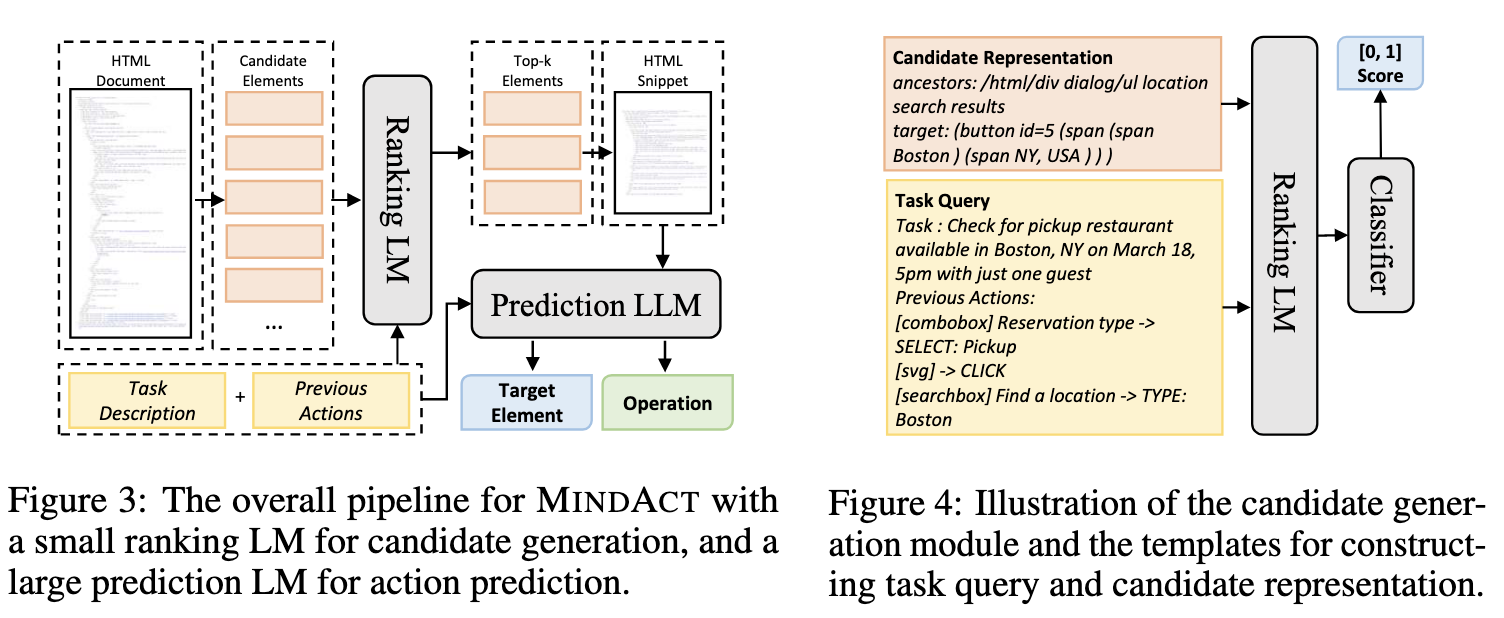 HTML
Document
Candidate
Elements
...
Ranking LM
Top-k
Elements
HTML
Snippet
Prediction LLM
Task
Description
+
Previous
Actions
Target
Element
Operation
Figure 3: The overall pipeline for MINDACT with
a small ranking LM for candidate generation, and a
large prediction LM for action prediction.
Candidate Representation
ancestors: /html/div dialog/ul location
search results
target: (button id=5 (span (span
Boston ) (span NY, USA ) ) )
Task Query
Task : Check for pickup restaurant
available in Boston, NY on March 18,
5pm with just one guest
Previous Actions:
[combobox] Reservation type ->
SELECT: Pickup
[svg] -> CLICK
[searchbox] Find a location -> TYPE:
Boston
Ranking LM
Classifier
[0, 1]
Score
Figure 4: Illustration of the candidate gener-
ation module and the templates for construct-
ing task query and candidate representation.